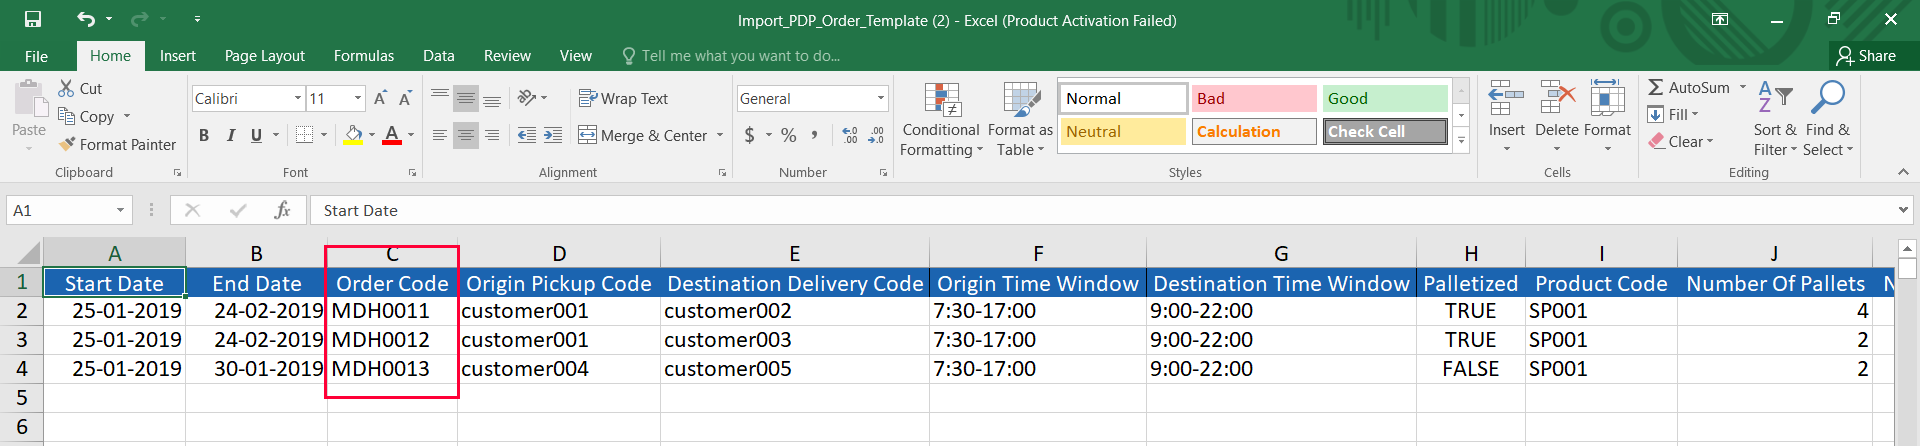 Import_PDP_Order_Template (2) - Excel (Product Activation Failed)
File Home Insert Page Layout Formulas Data Review View Tell me what you want to do... Share
Cut
Copy
Format Painter
Paste
Clipboard
Calibri 11
B I U A
Font
Wrap Text
Merge & Center
Alignment
General
$ % ,
Number
Conditional Formatting
Format as Table
Normal Bad Good
Neutral Calculation Check Cell
Styles
Insert Delete Format
Cells
AutoSum
Fill
Clear
Sort & Filter
Find & Select
Editing
A1 fx Start Date
A B C D E F G H I J
1 Start Date End Date Order Code Origin Pickup Code Destination Delivery Code Origin Time Window Destination Time Window Palletized Product Code Number Of Pallets N
2 25-01-2019 24-02-2019 MDH0011 customer001 customer002 7:30-17:00 9:00-22:00 TRUE SP001 4
3 25-01-2019 24-02-2019 MDH0012 customer001 customer003 7:30-17:00 9:00-22:00 TRUE SP001 2
4 25-01-2019 30-01-2019 MDH0013 customer004 customer005 7:30-17:00 9:00-22:00 FALSE SP001 2
5
6